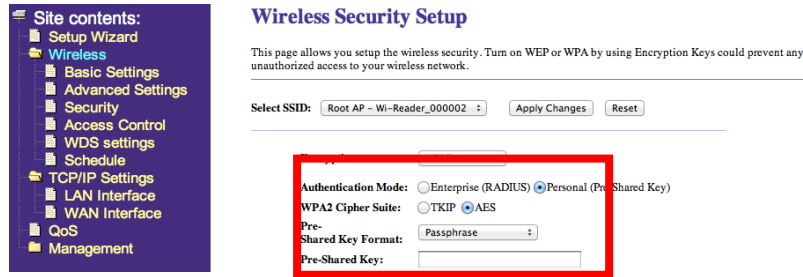 Site contents:
Setup Wizard
Wireless
Basic Settings
Advanced Settings
Security
Access Control
WDS settings
Schedule
TCP/IP Settings
LAN Interface
WAN Interface
QoS
Management
Wireless Security Setup
This page allows you setup the wireless security. Turn on WEP or WPA by using Encryption Keys could prevent any
unauthorized access to your wireless network.
Select SSID: Root AP - Wi-Reader_000002 Apply Changes Reset
Authentication Mode: Enterprise (RADIUS) Personal (Pre-Shared Key)
WPA2 Cipher Suite: TKIP AES
Pre-
Shared Key Format: Passphrase
Pre-Shared Key: